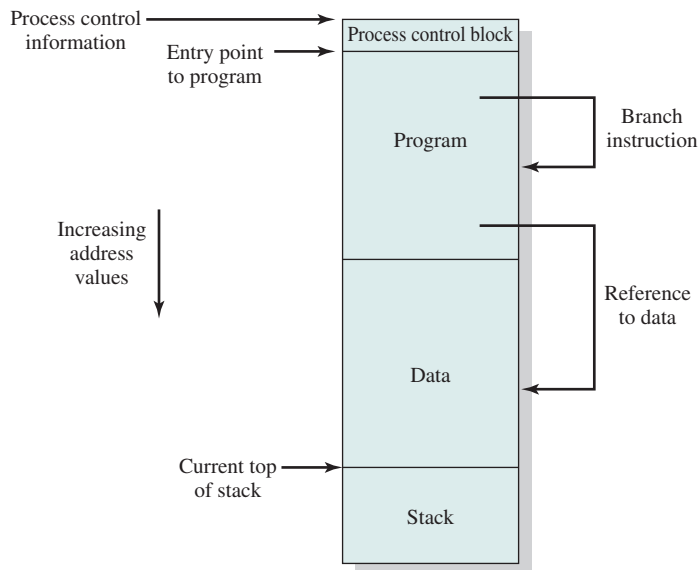 Process control
information
Process control block
Entry point
to program
Branch
instruction
Program
Increasing
address
values
Reference
to data
Data
Current top
of stack
Stack